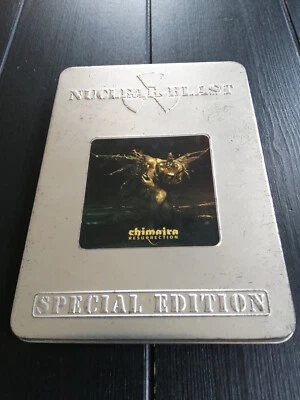 NUCLEAR BLAST
chimaira
RESURRECTION
SPECIAL EDITION